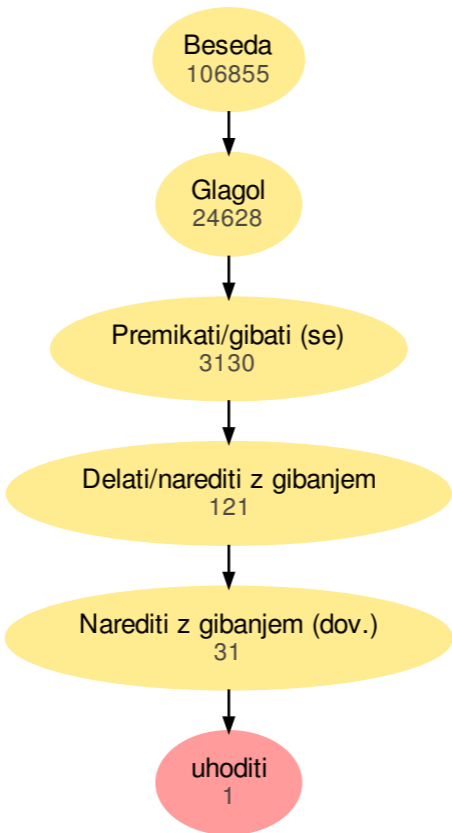 Beseda
106855
Glagol
24628
Premikati/gibati (se)
3130
Delati/narediti z gibanjem
121
Narediti z gibanjem (dov.)
31
uhoditi
1